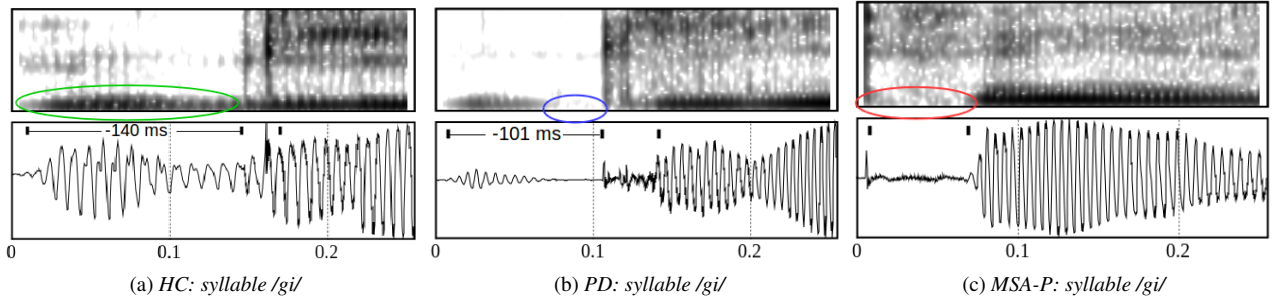 -140 ms
0 0.1 0.2
(a) HC: syllable /gi/
-101 ms
0 0.1 0.2
(b) PD: syllable /gi/
0.1 0.2
(c) MSA-P: syllable /gi/